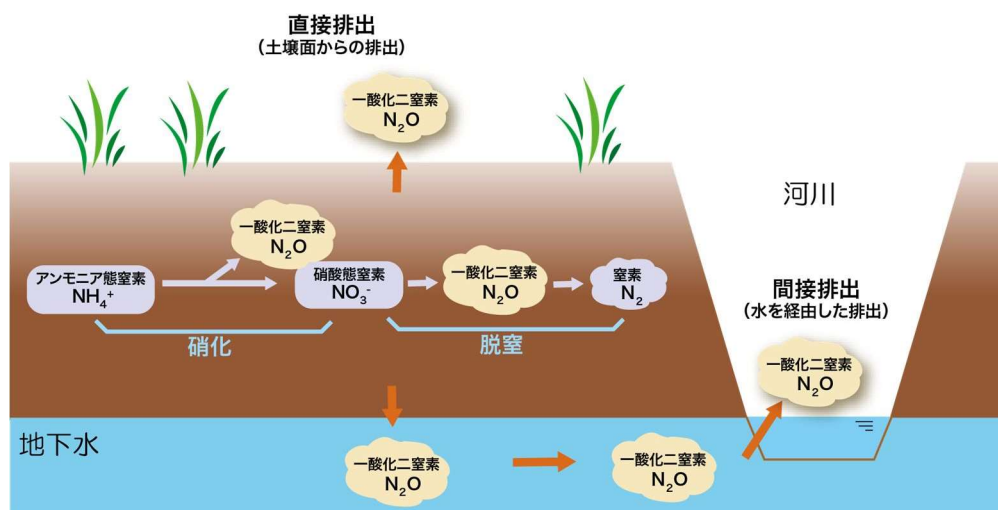 直接排出
(土壌面からの排出)
一酸化二窒素
N₂O
河川
一酸化二窒素
N₂O
アンモニア態窒素
NH₄⁺
硝酸態窒素
NO₃⁻
一酸化二窒素
N₂O
窒素
N₂
硝化
脱窒
間接排出
(水を経由した排出)
一酸化二窒素
N₂O
地下水
一酸化二窒素
N₂O
一酸化二窒素
N₂O